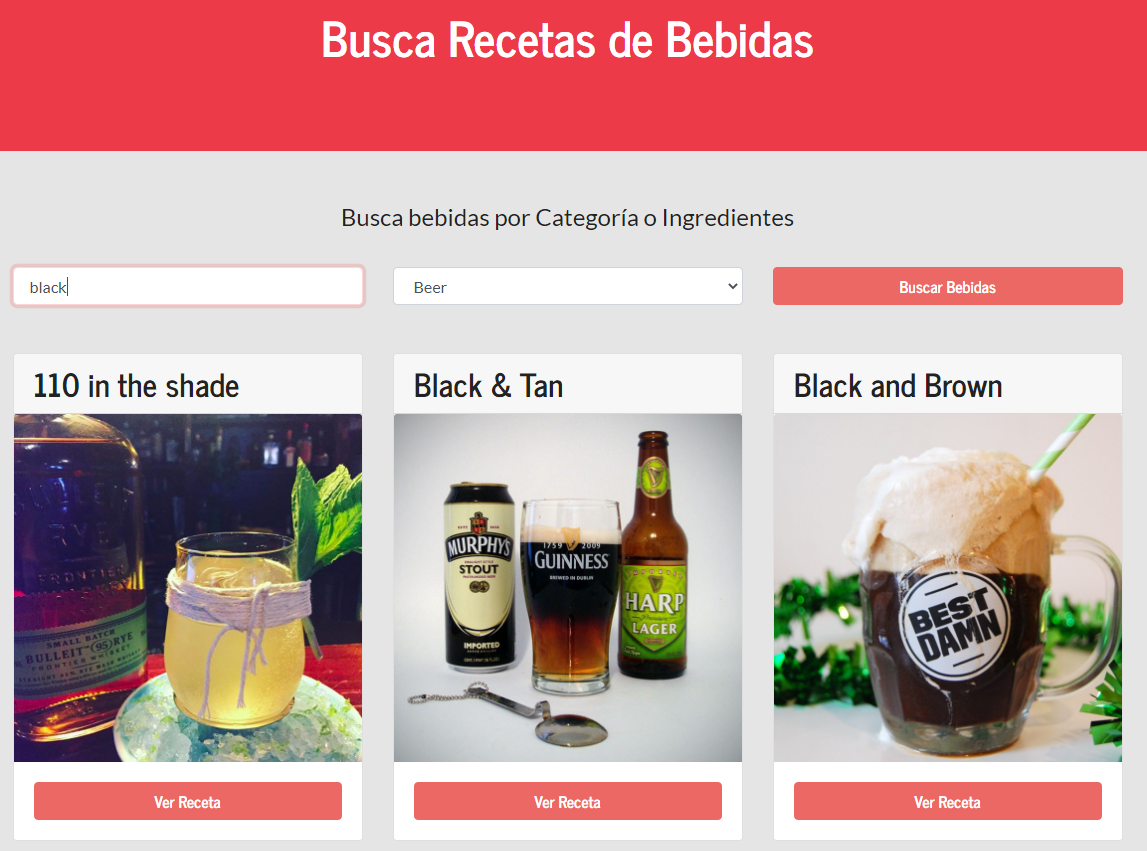 Busca Recetas de Bebidas
Busca bebidas por Categoría o Ingredientes
black
Beer
Buscar Bebidas
110 in the shade
Black & Tan
Black and Brown
SMALL BATCH
BULLEIT 95 RYE
FRONTIER WHISKEY
MURPHY'S
STOUT
IMPORTED
1759 2009
GUINNESS
BREWED IN DUBLIN
HARP
LAGER
BEST
DAMN
Ver Receta
Ver Receta
Ver Receta